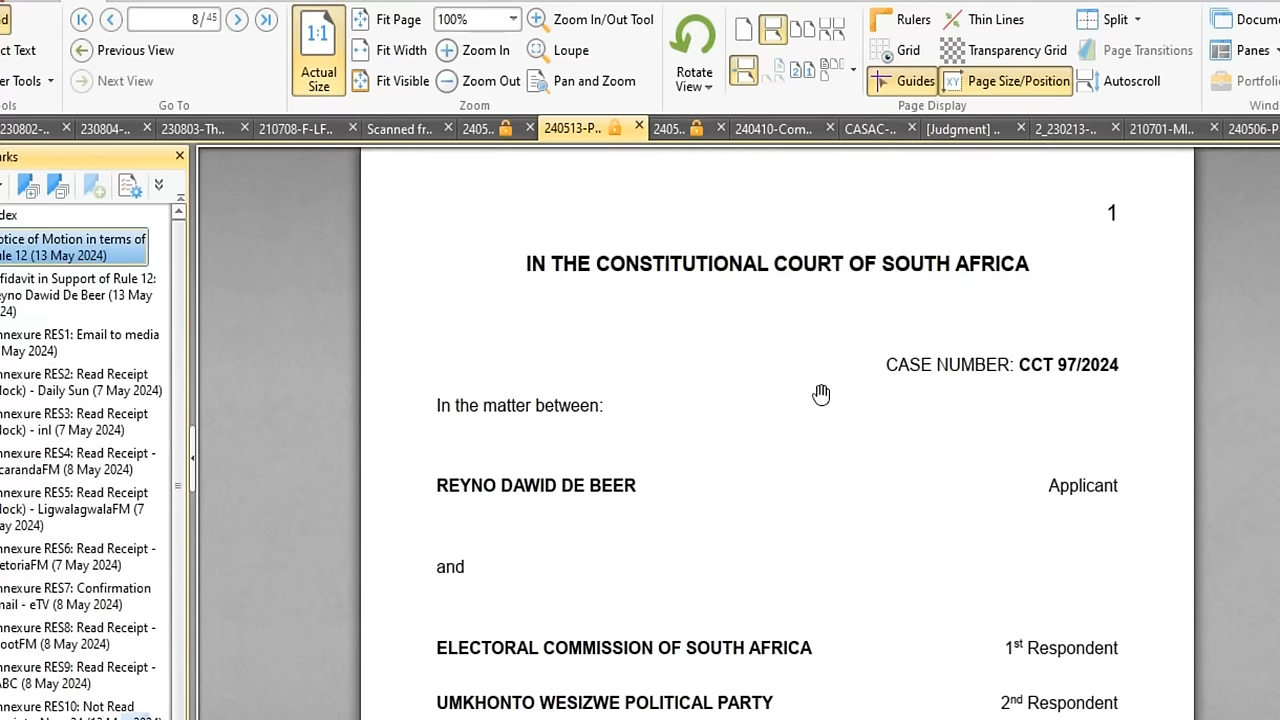 8 / 45
Fit Page
100%
Zoom In/Out Tool
Rulers
Thin Lines
Split
Docum
ct Text
Previous View
1:1
Fit Width
Zoom In
Loupe
Grid
Transparency Grid
Page Transitions
Panes
er Tools
Next View
Actual
Size
Fit Visible
Zoom Out
Pan and Zoom
Rotate
View
Guides
Page Size/Position
Autoscroll
Portfolio
ols
Go To
Zoom
Page Display
Wind
230802-..
230804-..
230803-Th..
210708-F-LF..
Scanned fr..
2405..
240513-P..
2405..
240410-Com..
CASAC-..
[Judgment] ..
2_230213-..
210701-MI..
240506-P
rks
dex
otice of Motion in terms of
ule 12 (13 May 2024)
ffidavit in Support of Rule 12:
eyno Dawid De Beer (13 May
24)
nnexure RES1: Email to media
May 2024)
nnexure RES2: Read Receipt
lock) - Daily Sun (7 May 2024)
nnexure RES3: Read Receipt
lock) - inl (7 May 2024)
nnexure RES4: Read Receipt -
carandaFM (8 May 2024)
nnexure RES5: Read Receipt
lock) - LigwalagwalaFM (7
ay 2024)
nnexure RES6: Read Receipt -
etoriaFM (7 May 2024)
nnexure RES7: Confirmation
mail - eTV (8 May 2024)
nnexure RES8: Read Receipt -
ootFM (8 May 2024)
nnexure RES9: Read Receipt -
ABC (8 May 2024)
nnexure RES10: Not Read
1
IN THE CONSTITUTIONAL COURT OF SOUTH AFRICA
CASE NUMBER: CCT 97/2024
In the matter between:
REYNO DAWID DE BEER Applicant
and
ELECTORAL COMMISSION OF SOUTH AFRICA 1st Respondent
UMKHONTO WESIZWE POLITICAL PARTY 2nd Respondent